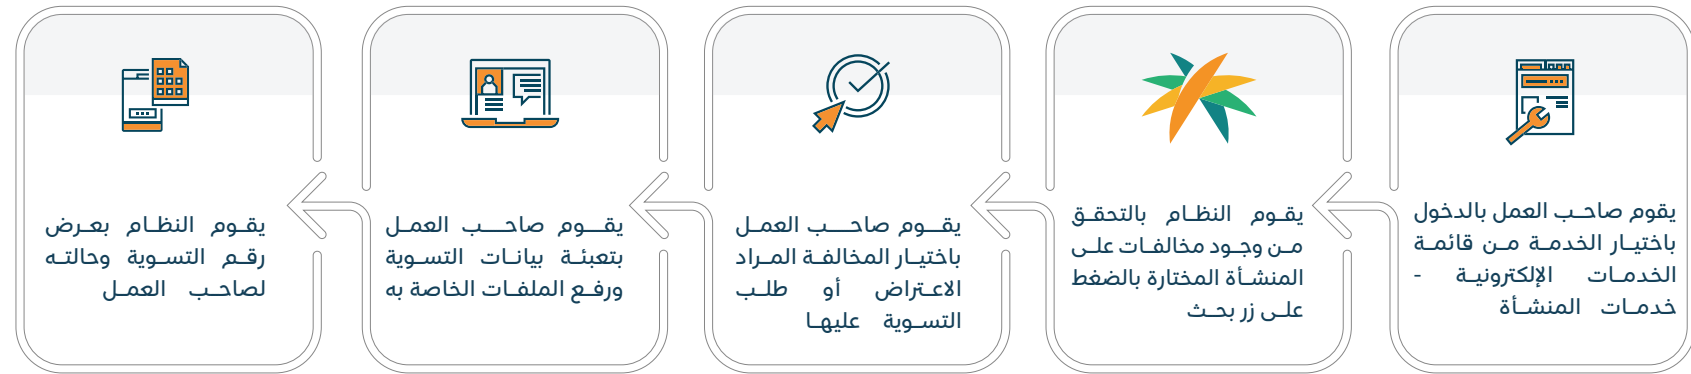 يقوم صاحب العمل بالدخول
باختيار الخدمة من قائمة
الخدمات الإلكترونية -
خدمات المنشأة
يقوم النظام بالتحقق
من وجود مخالفات على
المنشأة المختارة بالضغط
على زر بحث
يقوم صاحب العمل
باختيار المخالفة المراد
الاعتراض أو طلب
التسوية عليها
يقوم صاحب العمل
بتعبئة بيانات التسوية
ورفع الملفات الخاصة به
يقوم النظام بعرض
رقم التسوية وحالته
لصاحب العمل